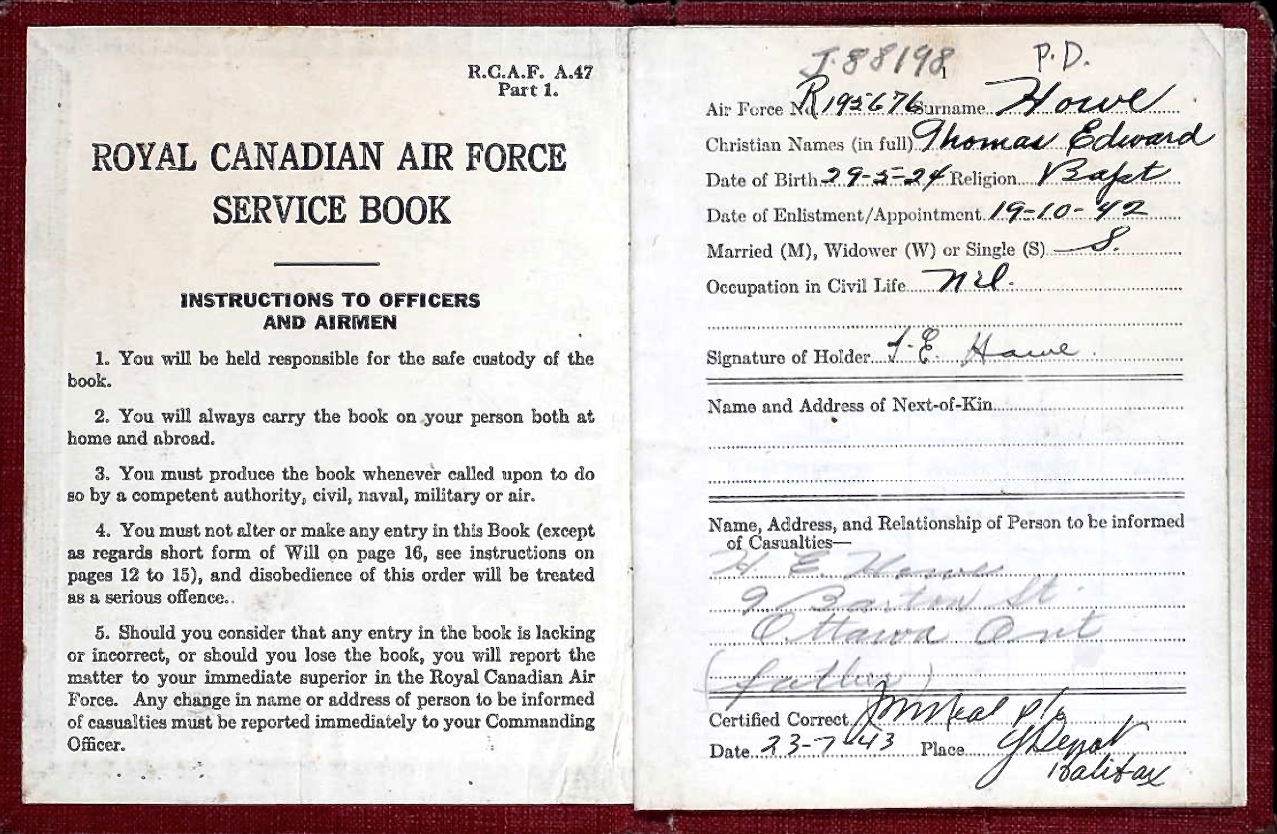 R.C.A.F. A.47
Part 1.
ROYAL CANADIAN AIR FORCE
SERVICE BOOK
INSTRUCTIONS TO OFFICERS
AND AIRMEN
1. You will be held responsible for the safe custody of the
book.
2. You will always carry the book on your person both at
home and abroad.
3. You must produce the book whenever called upon to do
so by a competent authority, civil, naval, military or air.
4. You must not alter or make any entry in this Book (except
as regards short form of Will on page 16, see instructions on
pages 12 to 15), and disobedience of this order will be treated
as a serious offence.
5. Should you consider that any entry in the book is lacking
or incorrect, or should you lose the book, you will report the
matter to your immediate superior in the Royal Canadian Air
Force. Any change in name or address of person to be informed
of casualties must be reported immediately to your Commanding
Officer.
J.88198 P.D.
1
Air Force No. R195676 Surname Howe
Christian Names (in full) Thomas Edward
Date of Birth 29-5-24 Religion Bapt
Date of Enlistment/Appointment 19-10-42
Married (M), Widower (W) or Single (S) S.
Occupation in Civil Life Nil.
Signature of Holder T.E. Howe.
Name and Address of Next-of-Kin
Name, Address, and Relationship of Person to be informed
of Casualties—
H. E. Howe
9 Barton St.
Ottawa Ont
(father)
Certified Correct
Date 23-7-43 Place Y Depot
Halifax